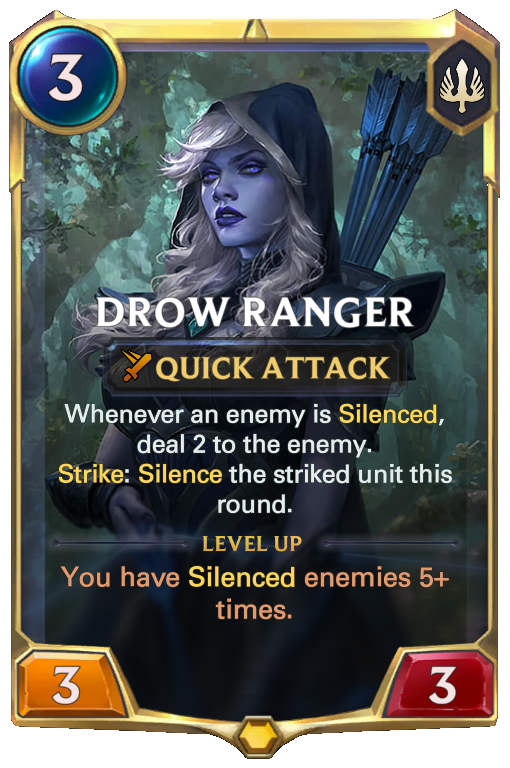 3
DROW RANGER
QUICK ATTACK
Whenever an enemy is Silenced,
deal 2 to the enemy.
Strike: Silence the striked unit this
round.
LEVEL UP
You have Silenced enemies 5+
times.
3
3